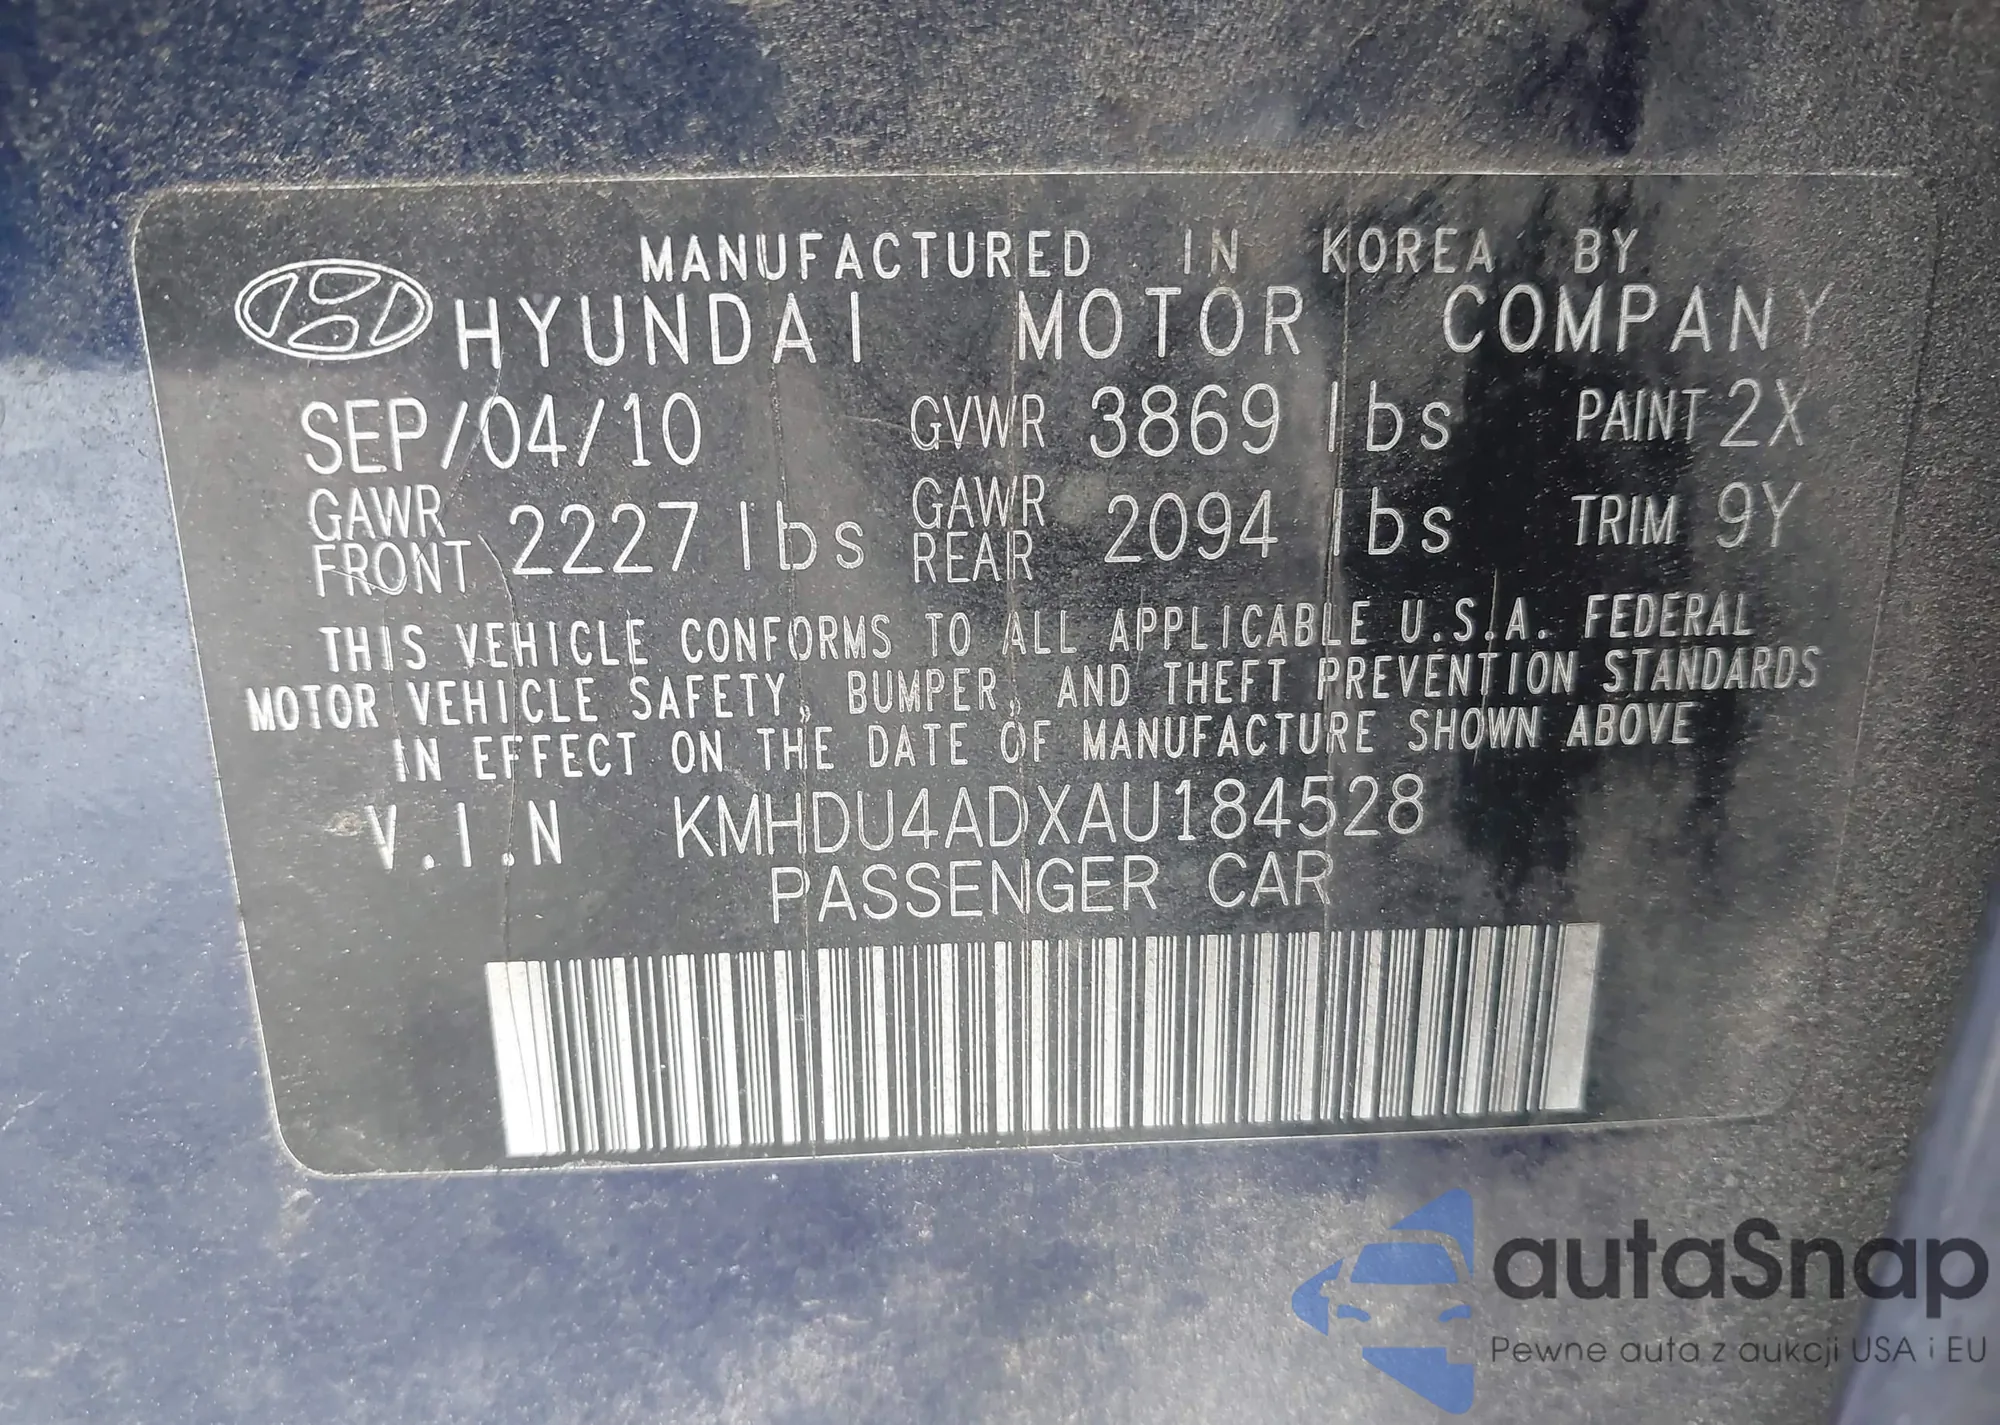 MANUFACTURED IN KOREA BY
HYUNDAI MOTOR COMPANY
SEP/04/10 GVWR 3869 lbs PAINT 2X
GAWR FRONT 2227 lbs GAWR REAR 2094 lbs TRIM 9Y
THIS VEHICLE CONFORMS TO ALL APPLICABLE U.S.A. FEDERAL
MOTOR VEHICLE SAFETY, BUMPER, AND THEFT PREVENTION STANDARDS
IN EFFECT ON THE DATE OF MANUFACTURE SHOWN ABOVE
V.I.N KMHDU4ADXAU184528
PASSENGER CAR
autaSnap
Pewne auta z aukcji USA i EU